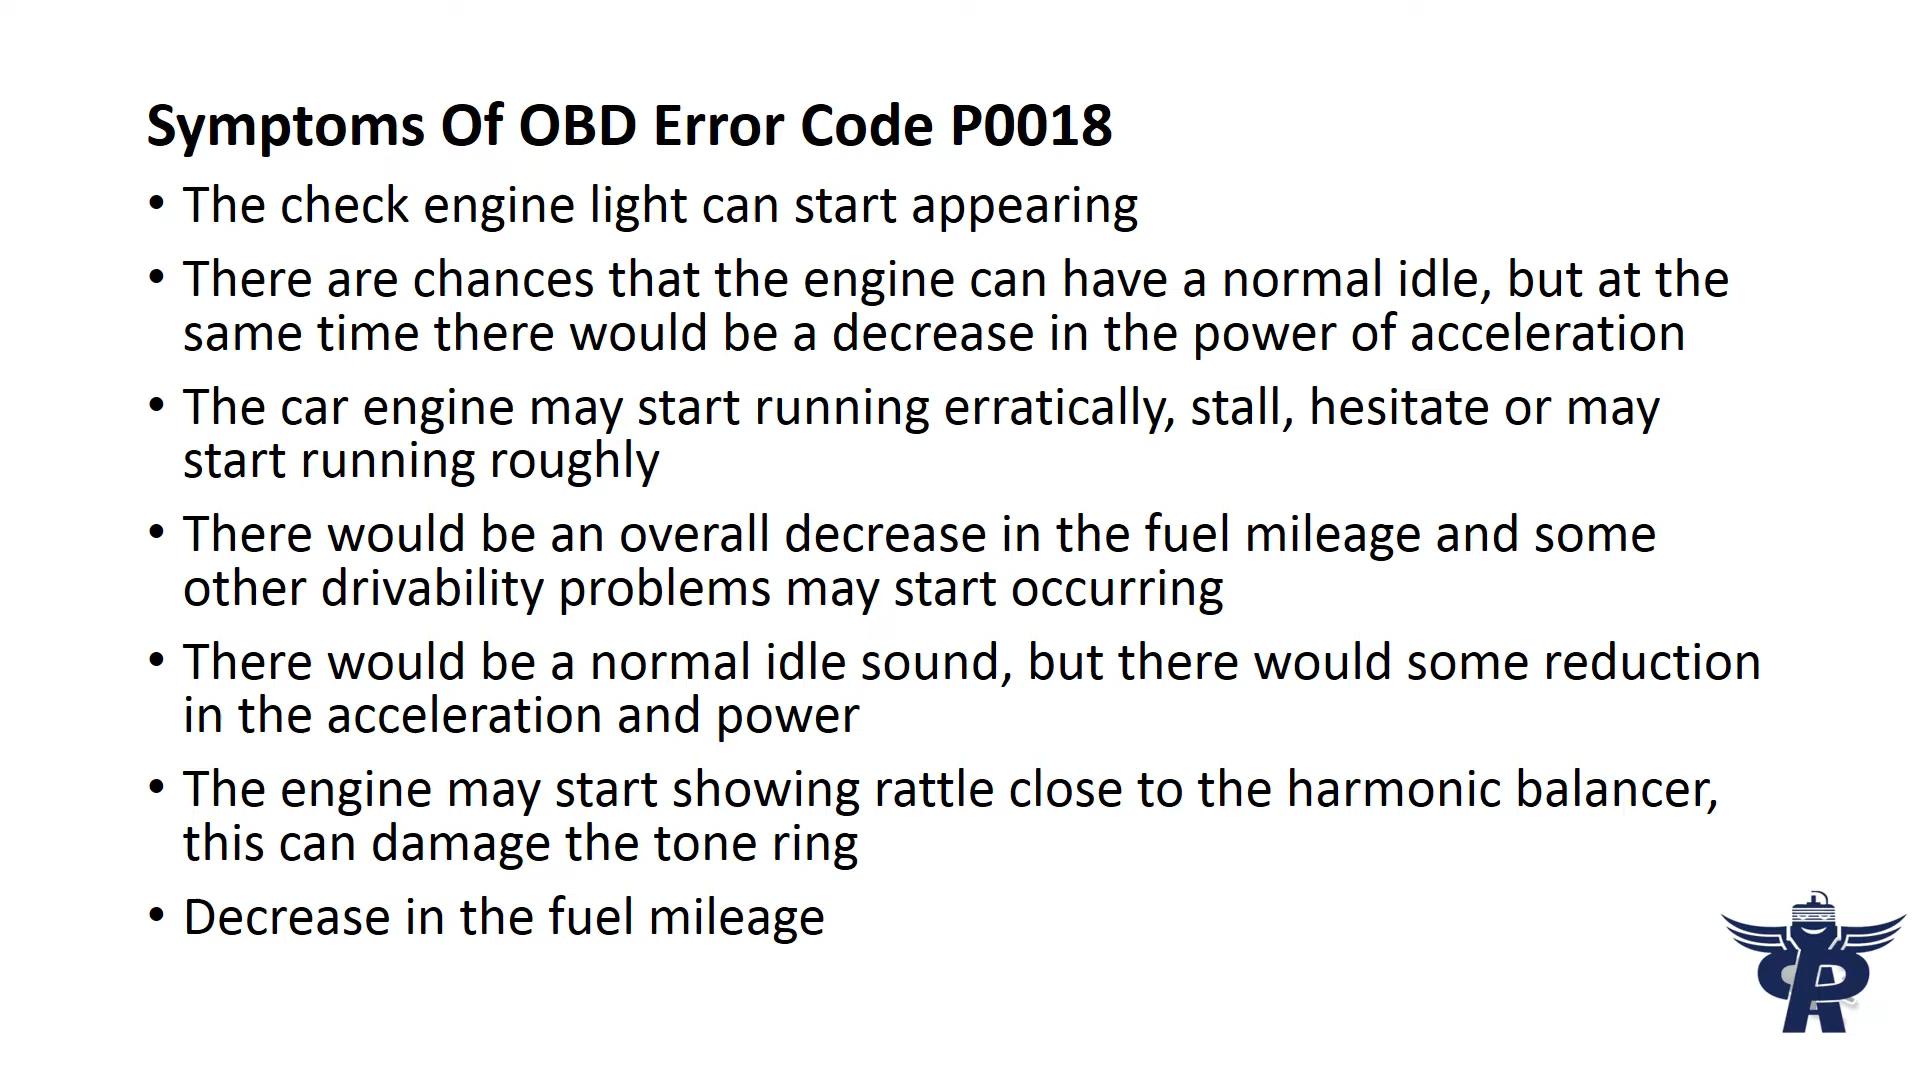 Symptoms Of OBD Error Code P0018
• The check engine light can start appearing
• There are chances that the engine can have a normal idle, but at the
same time there would be a decrease in the power of acceleration
• The car engine may start running erratically, stall, hesitate or may
start running roughly
• There would be an overall decrease in the fuel mileage and some
other drivability problems may start occurring
• There would be a normal idle sound, but there would some reduction
in the acceleration and power
• The engine may start showing rattle close to the harmonic balancer,
this can damage the tone ring
• Decrease in the fuel mileage